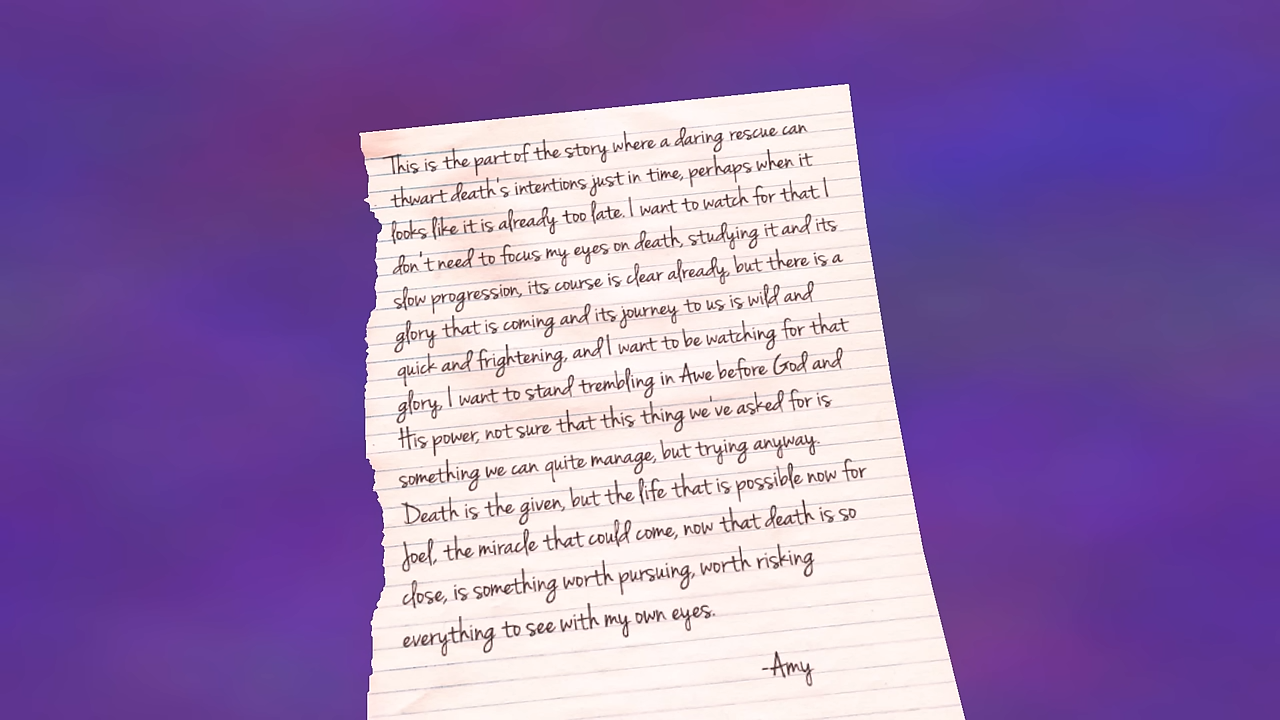 This is the part of the story where a daring rescue can
thwart death's intentions just in time, perhaps when it
looks like it is already too late. I want to watch for that I
don't need to focus my eyes on death, studying it and its
slow progression, its course is clear already, but there is a
glory that is coming and its journey to us is wild and
quick and frightening, and I want to be watching for that
glory, I want to stand trembling in Awe before God and
His power, not sure that this thing we've asked for is
something we can quite manage, but trying anyway.
Death is the given, but the life that is possible now for
Joel, the miracle that could come, now that death is so
close, is something worth pursuing, worth risking
everything to see with my own eyes.
-Amy